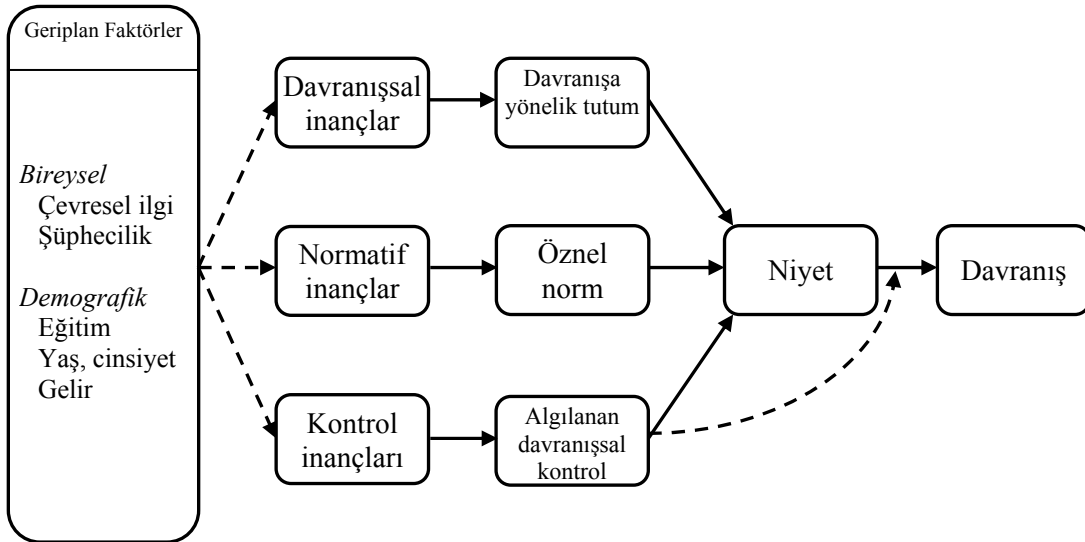 Geriplan Faktörler
Bireysel
Çevresel ilgi
Şüphecilik
Demografik
Eğitim
Yaş, cinsiyet
Gelir
Davranışsal
inançlar
Davranışa
yönelik tutum
Normatif
inançlar
Öznel
norm
Niyet
Davranış
Kontrol
inançları
Algılanan
davranışsal
kontrol